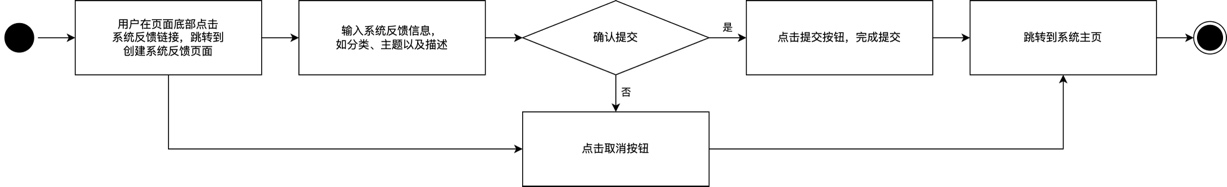 用户在页面底部点击
系统反馈链接，跳转到
创建系统反馈页面
输入系统反馈信息，
如分类、主题以及描述
确认提交
是
点击提交按钮，完成提交
跳转到系统主页
否
点击取消按钮